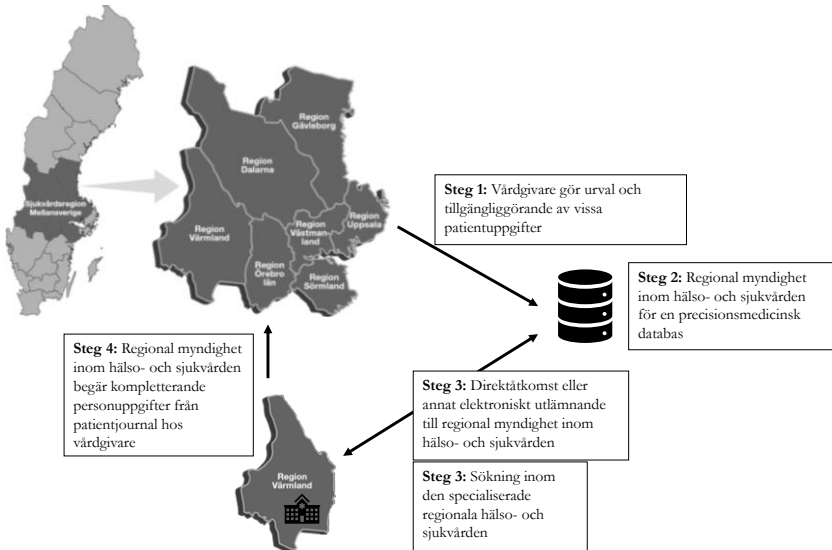 Sjukvårdsregion
Mellansverige
Region
Gävleborg
Region
Dalarna
Region
Värmland
Region
Örebro
län
Region
Västman-
land
Region
Uppsala
Region
Sörmland
Steg 1: Vårdgivare gör urval och
tillgängliggörande av vissa
patientuppgifter
Steg 2: Regional myndighet
inom hälso- och sjukvården
för en precisionsmedicinsk
databas
Steg 4: Regional myndighet
inom hälso- och sjukvården
begär kompletterande
personuppgifter från
patientjournal hos
vårdgivare
Steg 3: Direktåtkomst eller
annat elektroniskt utlämnande
till regional myndighet inom
hälso- och sjukvården
Region
Värmland
Steg 3: Sökning inom
den specialiserade
regionala hälso- och
sjukvården